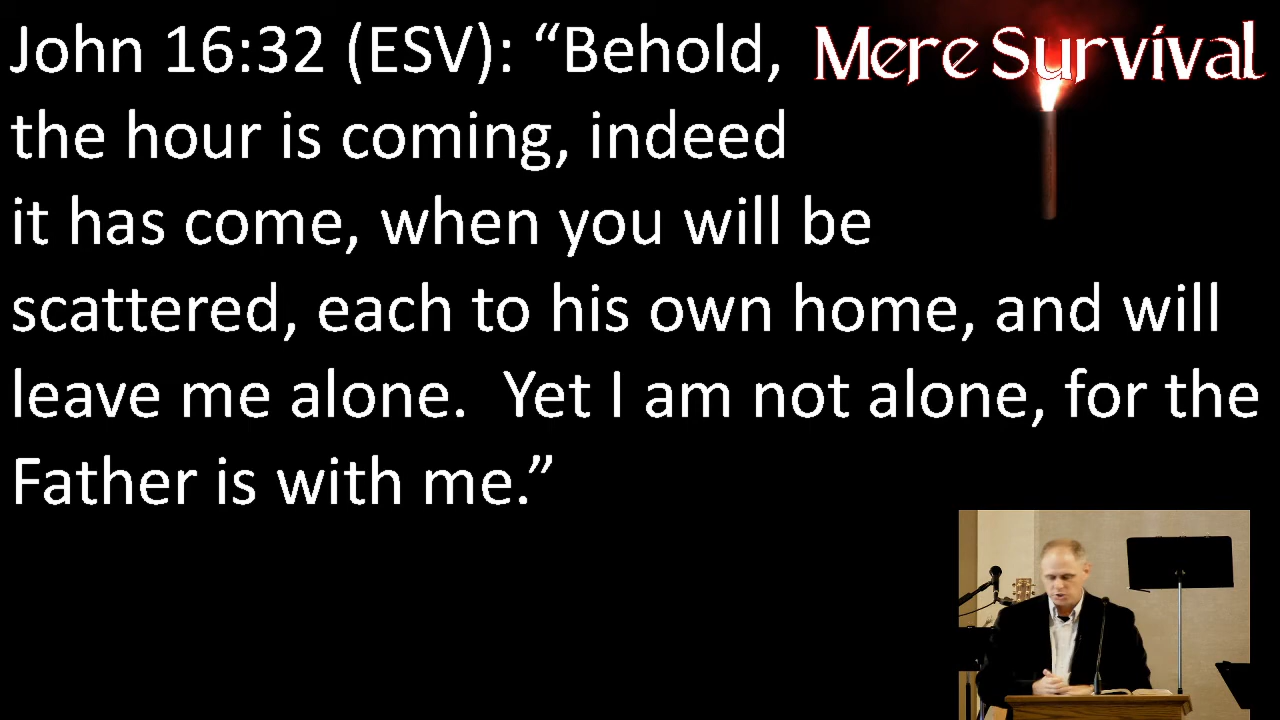 John 16:32 (ESV): “Behold,
Mere Survival
the hour is coming, indeed
it has come, when you will be
scattered, each to his own home, and will
leave me alone.  Yet I am not alone, for the
Father is with me.”